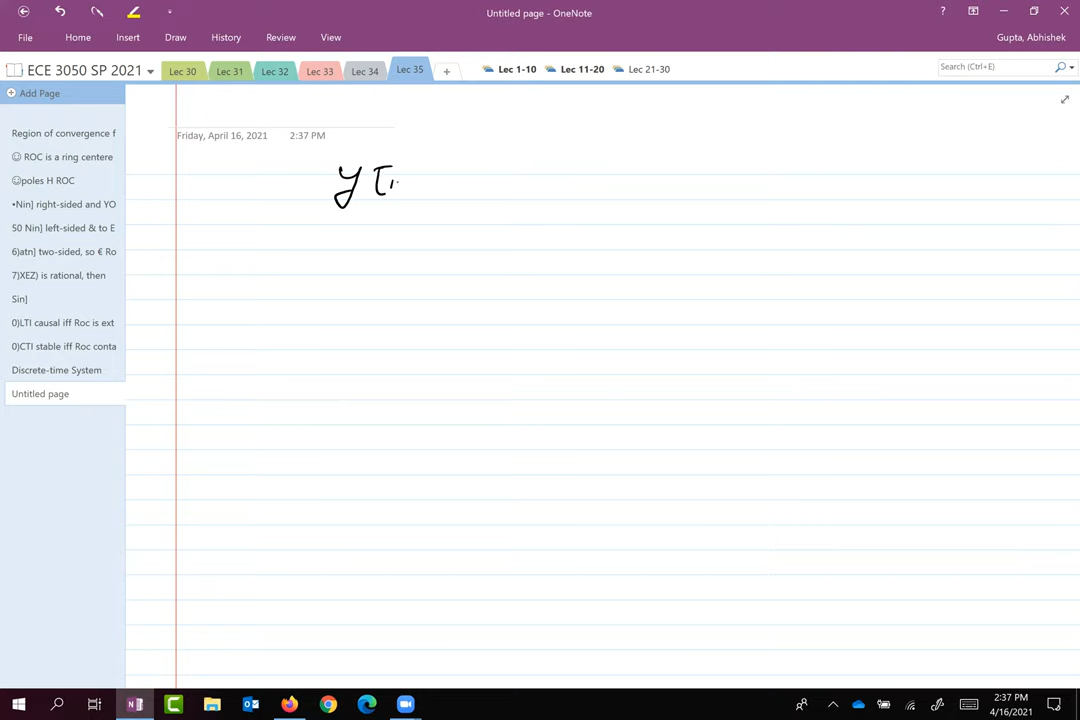 Untitled page - OneNote
?
File Home Insert Draw History Review View
Gupta, Abhishek
ECE 3050 SP 2021
Lec 30 Lec 31 Lec 32 Lec 33 Lec 34 Lec 35 Lec 1-10 Lec 11-20 Lec 21-30
Search (Ctrl+E)
Add Page
Region of convergence f
☺ ROC is a ring centere
☺poles H ROC
•Nin] right-sided and YO
50 Nin] left-sided & to E
6)atn] two-sided, so € Ro
7)XEZ) is rational, then
Sin]
0)LTI causal iff Roc is ext
0)CTI stable iff Roc conta
Discrete-time System
Untitled page
Friday, April 16, 2021 2:37 PM
y [
2:37 PM
4/16/2021